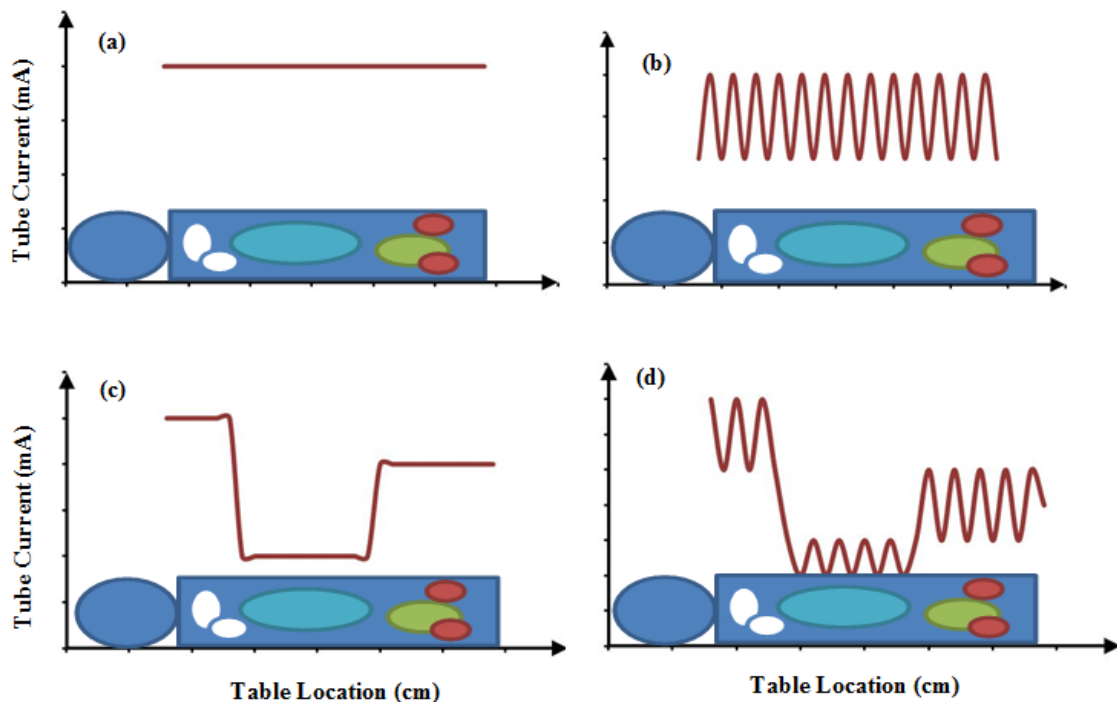 (a)
(b)
Tube Current (mA)
(c)
(d)
Tube Current (mA)
Table Location (cm)
Table Location (cm)